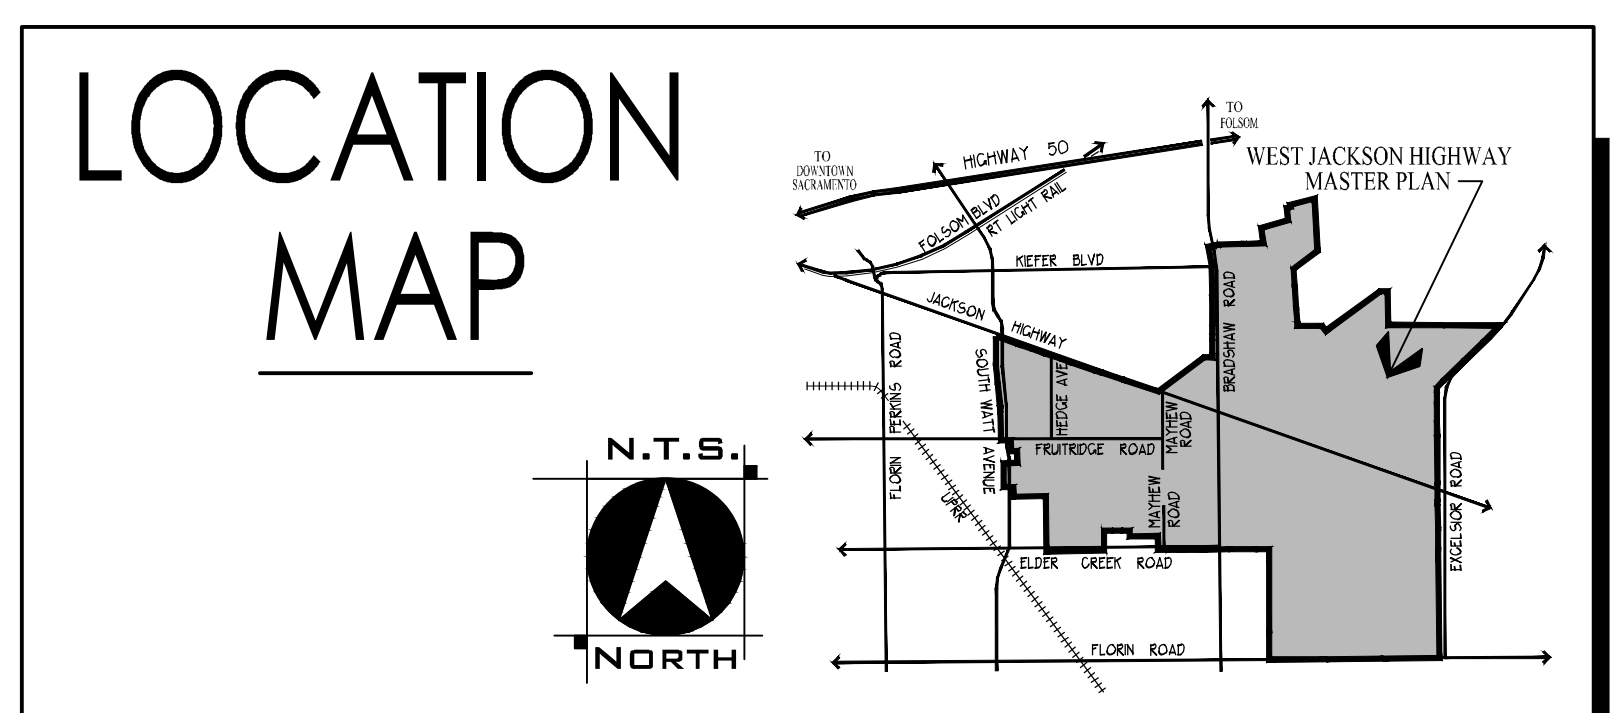 LOCATION
MAP
N.T.S.
NORTH
TO
DOWNTOWN
SACRAMENTO
HIGHWAY 50
TO
FOLSOM
WEST JACKSON HIGHWAY
MASTER PLAN
FOLSOM BLVD
RT LIGHT RAIL
KIEFER BLVD
JACKSON HIGHWAY
FLORIN PERKINS ROAD
SOUTH WATT AVENUE
HEDGE AVE
MAYHEW
ROAD
BRADSHAW ROAD
FRUITRIDGE ROAD
UPRR
MAYHEW
ROAD
EXCELSIOR ROAD
ELDER CREEK ROAD
FLORIN ROAD